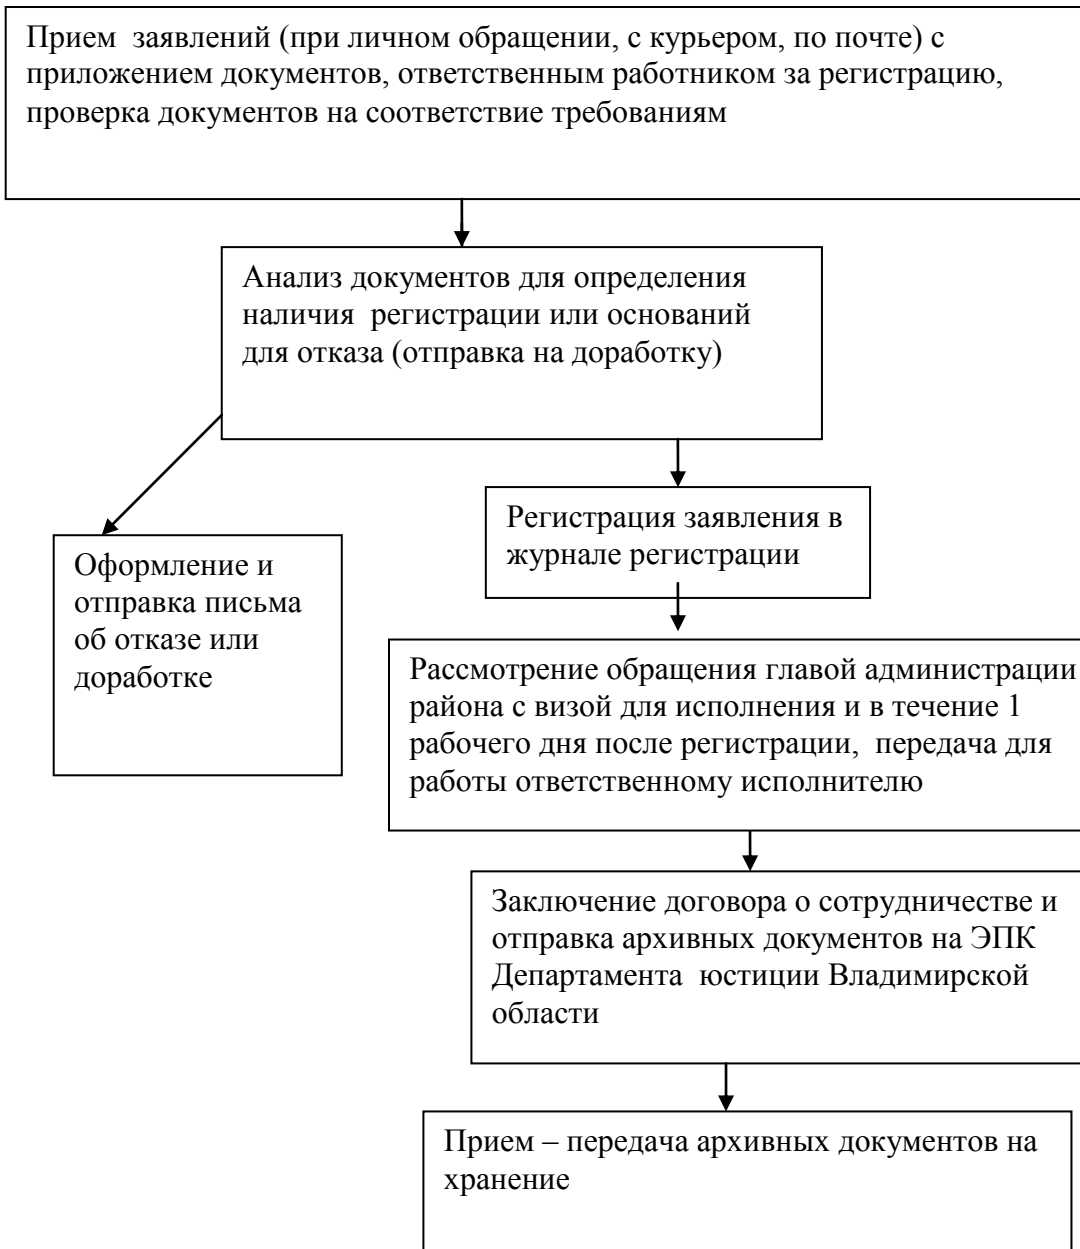 Прием  заявлений (при личном обращении, с курьером, по почте) с
приложением документов, ответственным работником за регистрацию,
проверка документов на соответствие требованиям
Анализ документов для определения
наличия  регистрации или оснований
для отказа (отправка на доработку)
Регистрация заявления в
журнале регистрации
Оформление и
отправка письма
об отказе или
доработке
Рассмотрение обращения главой администрации
района с визой для исполнения и в течение 1
рабочего дня после регистрации,  передача для
работы ответственному исполнителю
Заключение договора о сотрудничестве и
отправка архивных документов на ЭПК
Департамента  юстиции Владимирской
области
Прием – передача архивных документов на
хранение